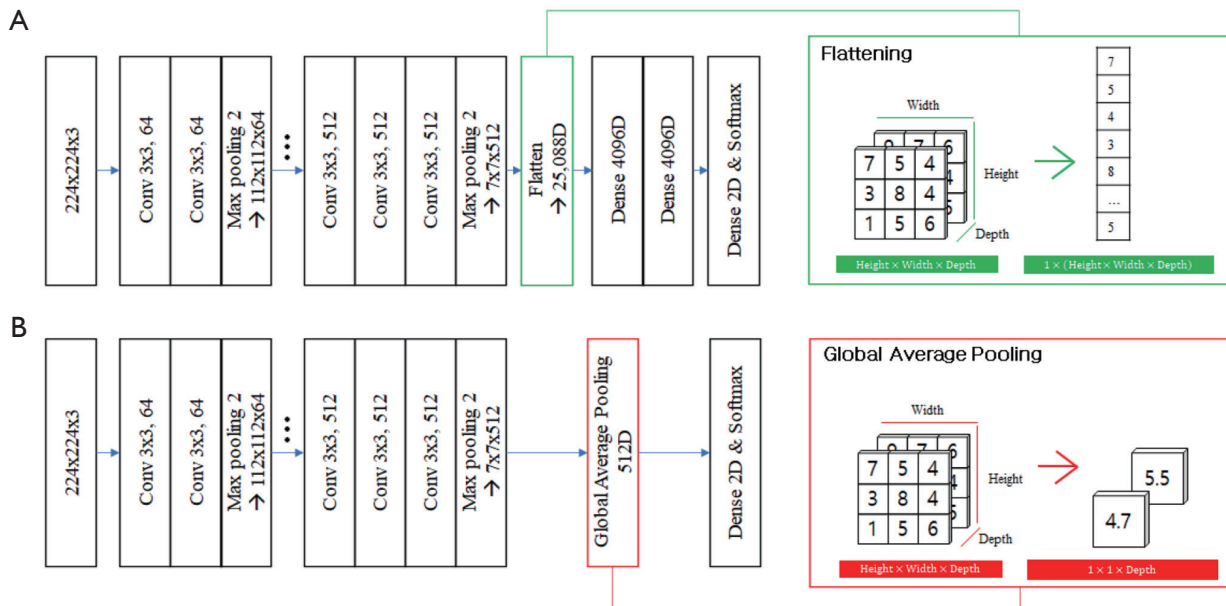 A
224x224x3
Conv 3x3, 64
Conv 3x3, 64
Max pooling 2
→ 112x112x64
...
Conv 3x3, 512
Conv 3x3, 512
Conv 3x3, 512
Max pooling 2
→ 7x7x512
Flatten
→ 25,088D
Dense 4096D
Dense 4096D
Dense 2D & Softmax
Flattening
Width
6
7 5 4
3 8 4
1 5 6
4
5
Height
Depth
7
5
4
3
8
...
5
Height × Width × Depth
1 × (Height × Width × Depth)
B
224x224x3
Conv 3x3, 64
Conv 3x3, 64
Max pooling 2
→ 112x112x64
...
Conv 3x3, 512
Conv 3x3, 512
Conv 3x3, 512
Max pooling 2
→ 7x7x512
Global Average Pooling
512D
Dense 2D & Softmax
Global Average Pooling
Width
6
7 5 4
3 8 4
1 5 6
4
5
Height
Depth
5.5
4.7
Height × Width × Depth
1 × 1 × Depth